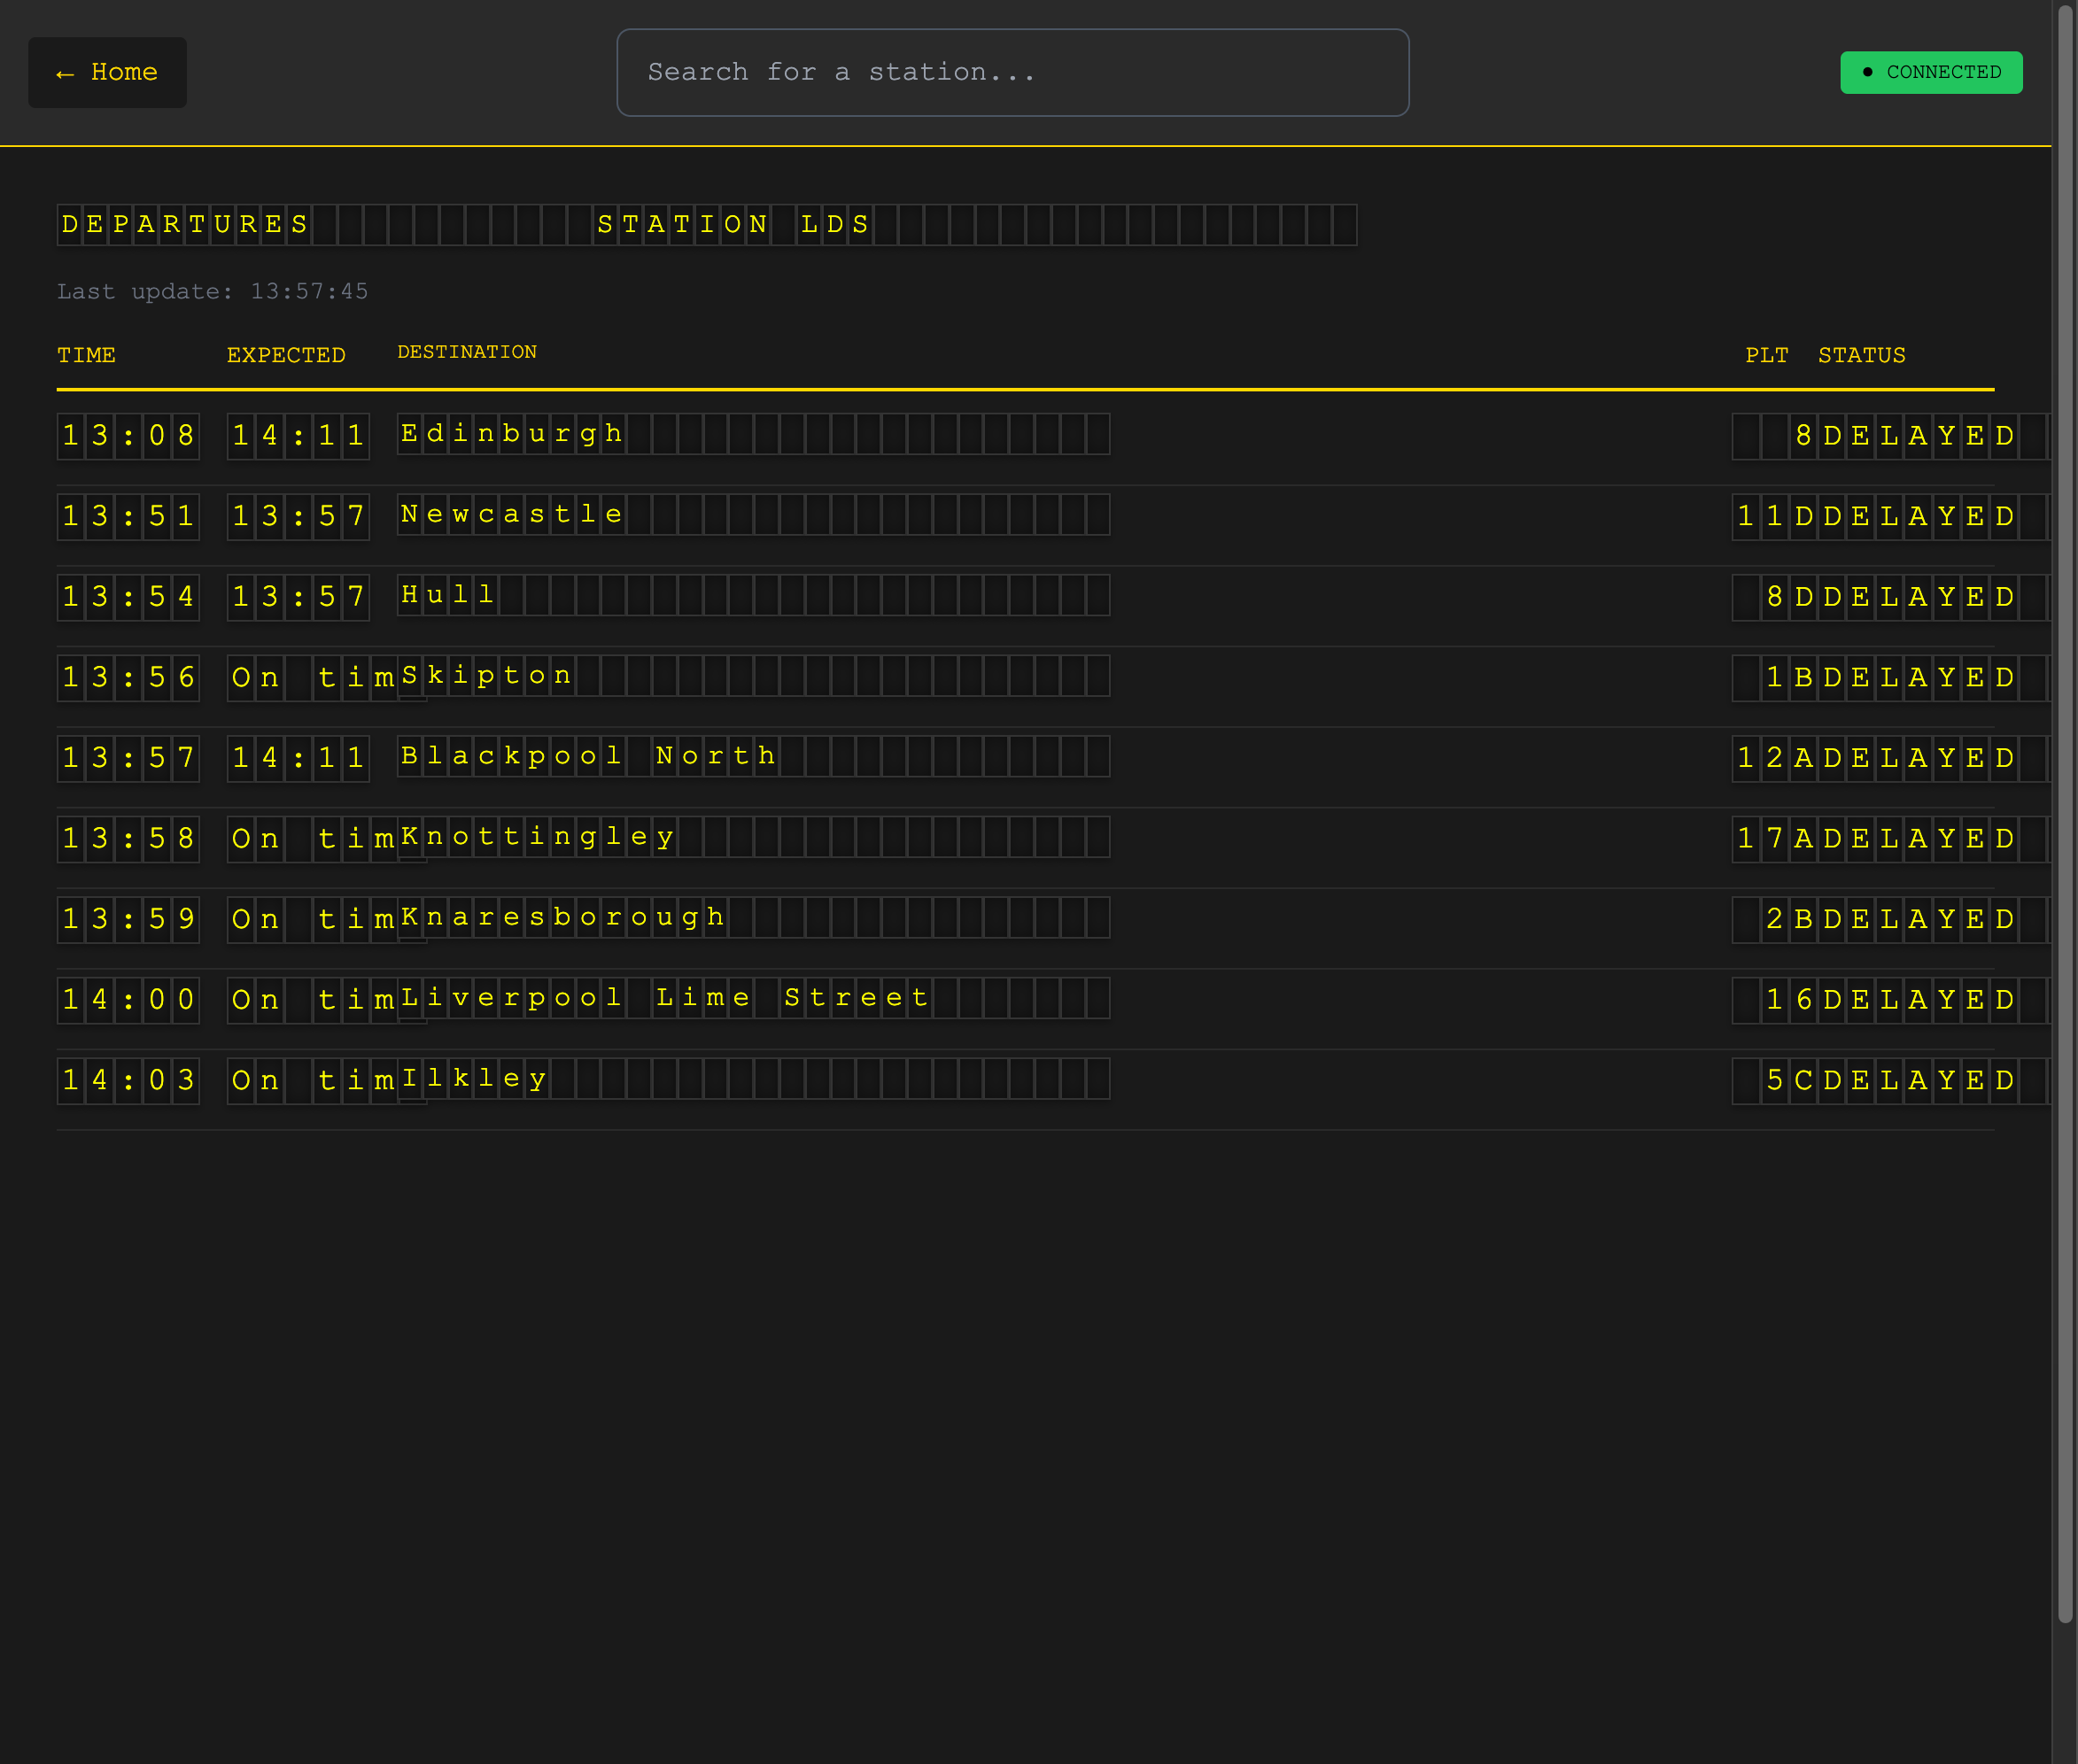 ← Home
Search for a station...
● CONNECTED
DEPARTURES STATION LDS
Last update: 13:57:45
TIME EXPECTED DESTINATION PLT STATUS
13:08 14:11 Edinburgh 8 DELAYED
13:51 13:57 Newcastle 11D DELAYED
13:54 13:57 Hull 8D DELAYED
13:56 On tim Skipton 1B DELAYED
13:57 14:11 Blackpool North 12A DELAYED
13:58 On tim Knottingley 17A DELAYED
13:59 On tim Knaresborough 2B DELAYED
14:00 On tim Liverpool Lime Street 16 DELAYED
14:03 On tim Ilkley 5C DELAYED